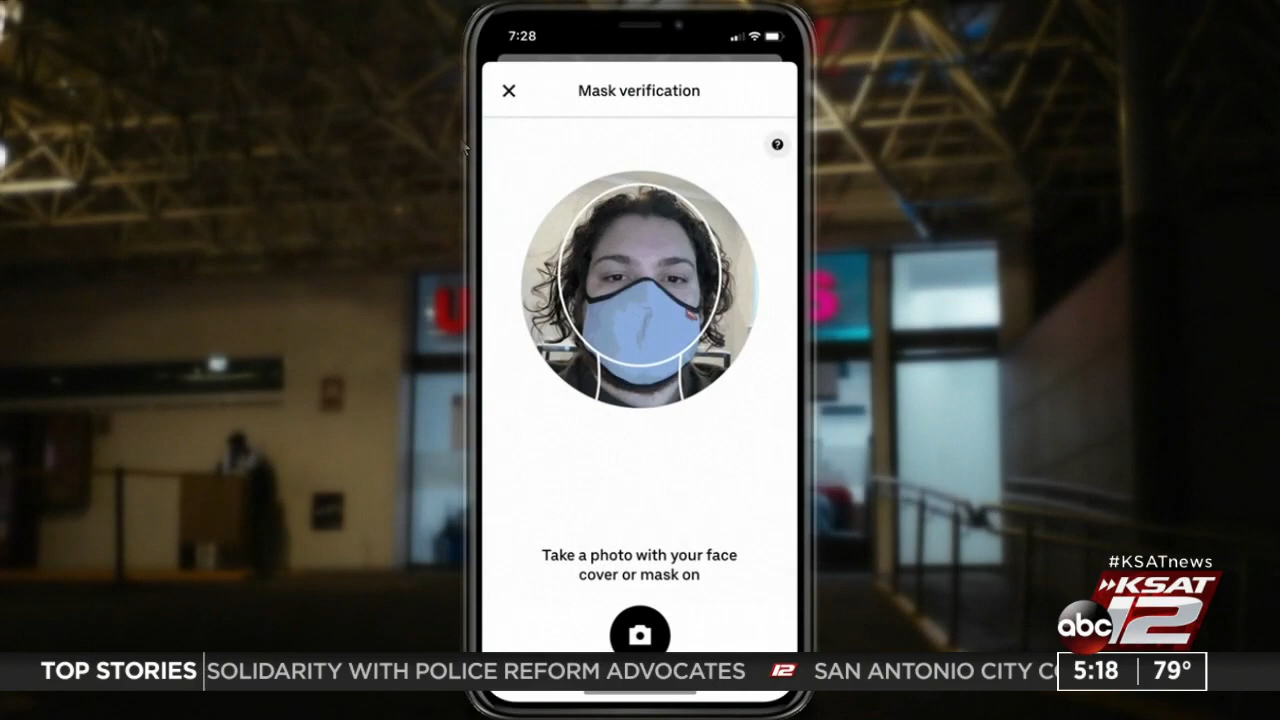 7:28
Mask verification
?
U
S
Take a photo with your face
cover or mask on
#KSATnews
KSAT
abc 12
TOP STORIES SOLIDARITY WITH POLICE REFORM ADVOCATES 12 SAN ANTONIO CITY
5:18 79°